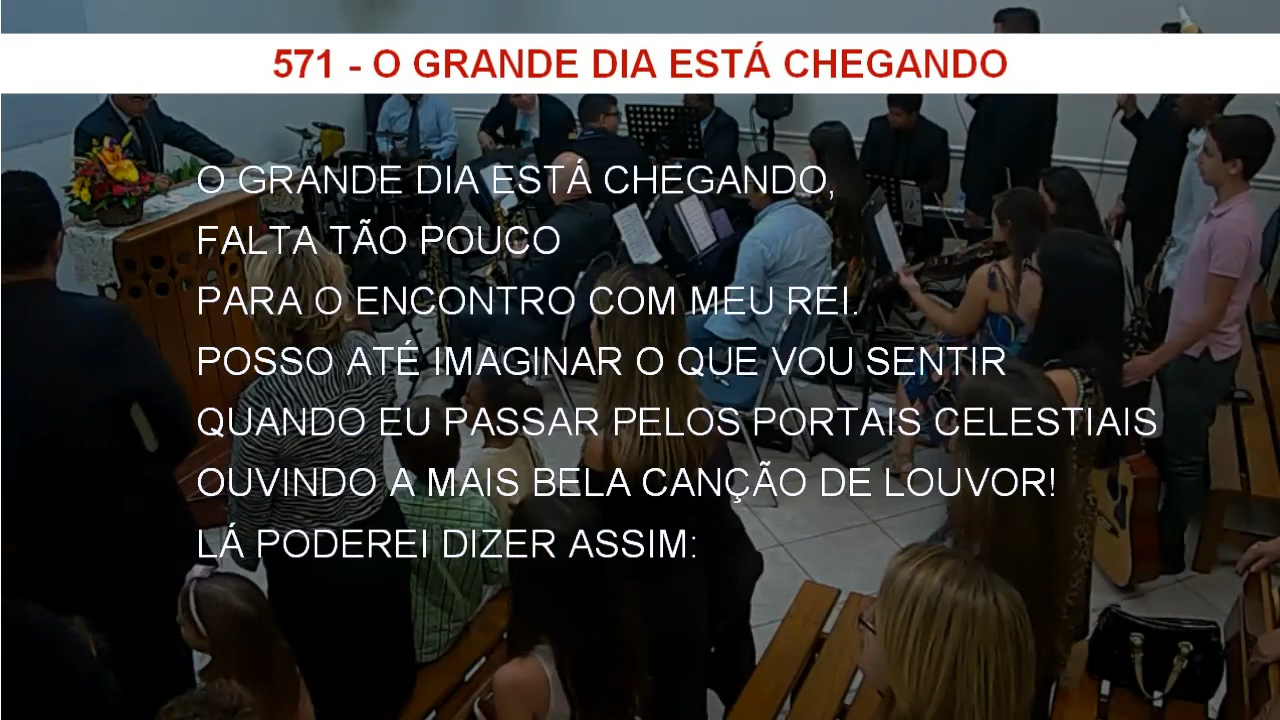 571 - O GRANDE DIA ESTÁ CHEGANDO
O GRANDE DIA ESTÁ CHEGANDO,
FALTA TÃO POUCO
PARA O ENCONTRO COM MEU REI.
POSSO ATÉ IMAGINAR O QUE VOU SENTIR
QUANDO EU PASSAR PELOS PORTAIS CELESTIAIS
OUVINDO A MAIS BELA CANÇÃO DE LOUVOR!
LÁ PODEREI DIZER ASSIM: